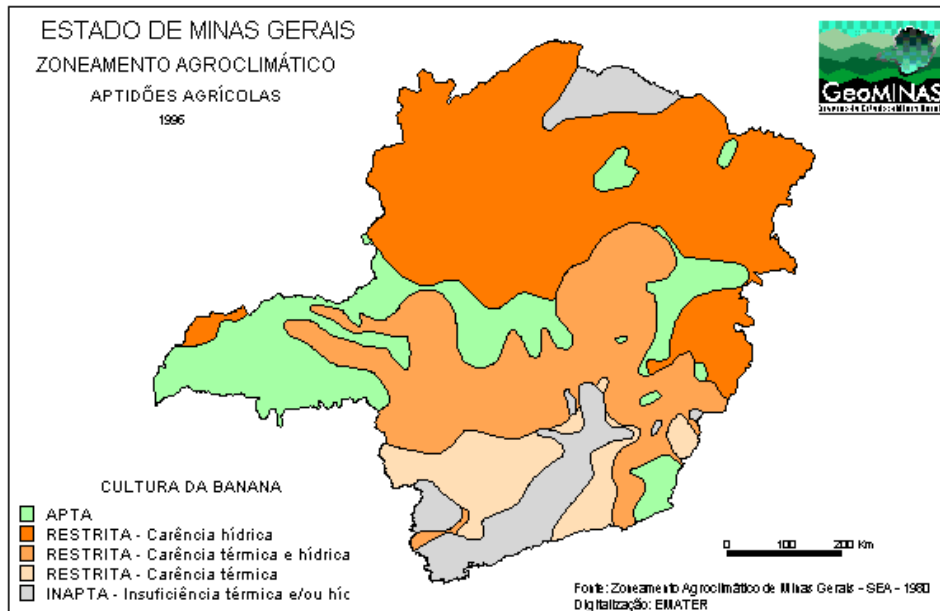 ESTADO DE MINAS GERAIS
ZONEAMENTO AGROCLIMÁTICO
APTIDÕES AGRÍCOLAS
1996
GeoMINAS
CULTURA DA BANANA
APTA
RESTRITA - Carência hídrica
RESTRITA - Carência térmica e hídrica
RESTRITA - Carência térmica
INAPTA - Insuficiência térmica e/ou híc
0 100 200 Km
Fonte: Zoneamento Agroclimático de Minas Gerais - SEA - 1980
Digitalização: EMATER